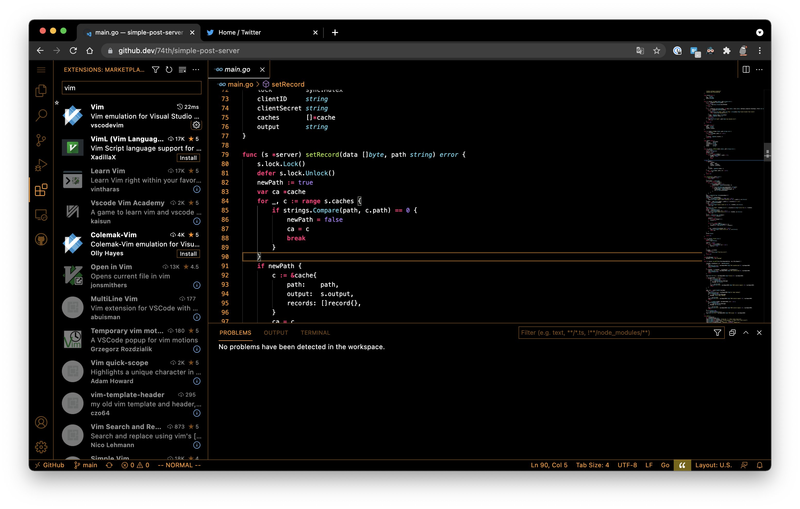 main.go — simple-post-server
Home / Twitter
github.dev/74th/simple-post-server
EXTENSIONS: MARKETPLA...
main.go
vim
main.go > setRecord
Vim
22ms
Vim emulation for Visual Studio ...
vscodevim
VimL (Vim Languag...
17K
5
Vim Script language support for ...
XadillaX
Install
Learn Vim
17K
5
Learn Vim right within your favor...
vintharas
Vscode Vim Academy
2K
5
A game to learn vim and vscode ...
kaisun
Colemak-Vim
4K
5
Colemak-Vim emulation for Visu...
Olly Hayes
Install
Open in Vim
13K
4.5
Opens current file in vim
jonsmithers
MultiLine Vim
177
Vim extension for VSCode with ...
abuisman
Temporary vim mot...
180
5
A VSCode popup for vim motions
Grzegorz Rozdzialik
Vim quick-scope
2K
5
Highlights a unique character in ...
Adam Howard
vim-template-header
295
my old vim template and header,...
czo64
Vim Search and Re...
873
5
Search and replace using vim's [...
Nico Lehmann
Simple Vim
18K
4
73 clientID string
74 clientSecret string
75 caches []*cache
76 output string
77 }
78
79 func (s *server) setRecord(data []byte, path string) error {
80 s.lock.Lock()
81 defer s.lock.Unlock()
82 newPath := true
83 var ca *cache
84 for _, c := range s.caches {
85 if strings.Compare(path, c.path) == 0 {
86 newPath = false
87 ca = c
88 break
89 }
90 }
91 if newPath {
92 c := &cache{
93 path: path,
94 output: s.output,
95 records: []record{},
96 }
97 ca = c
PROBLEMS
OUTPUT
TERMINAL
Filter (e.g. text, **/*.ts, !**/node_modules/**)
No problems have been detected in the workspace.
GitHub
main
0
0
-- NORMAL --
Ln 90, Col 5
Tab Size: 4
UTF-8
LF
Go
Layout: U.S.